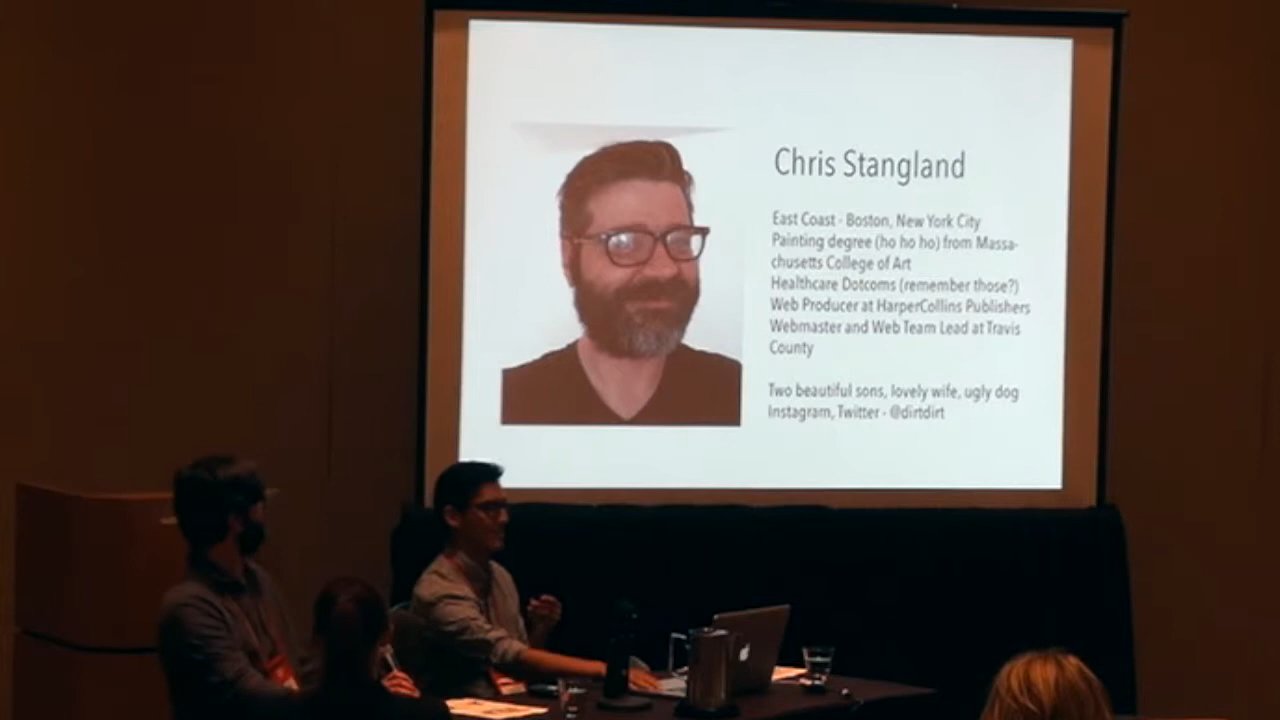 Chris Stangland
East Coast - Boston, New York City
Painting degree (ho ho ho) from Massa-
chusetts College of Art
Healthcare Dotcoms (remember those?)
Web Producer at HarperCollins Publishers
Webmaster and Web Team Lead at Travis
County
Two beautiful sons, lovely wife, ugly dog
Instagram, Twitter - @dirtdirt